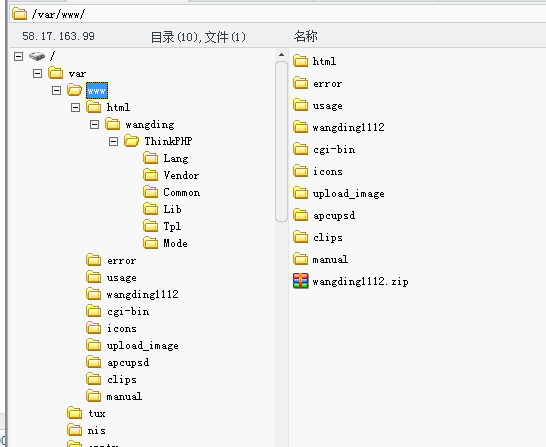 /var/www/
58.17.163.99 目录(10),文件(1) 名称
/
var
www
html
wangding
ThinkPHP
Lang
Vendor
Common
Lib
Tpl
Mode
error
usage
wangding1112
cgi-bin
icons
upload_image
apcupsd
clips
manual
tux
nis
html
error
usage
wangding1112
cgi-bin
icons
upload_image
apcupsd
clips
manual
wangding1112.zip